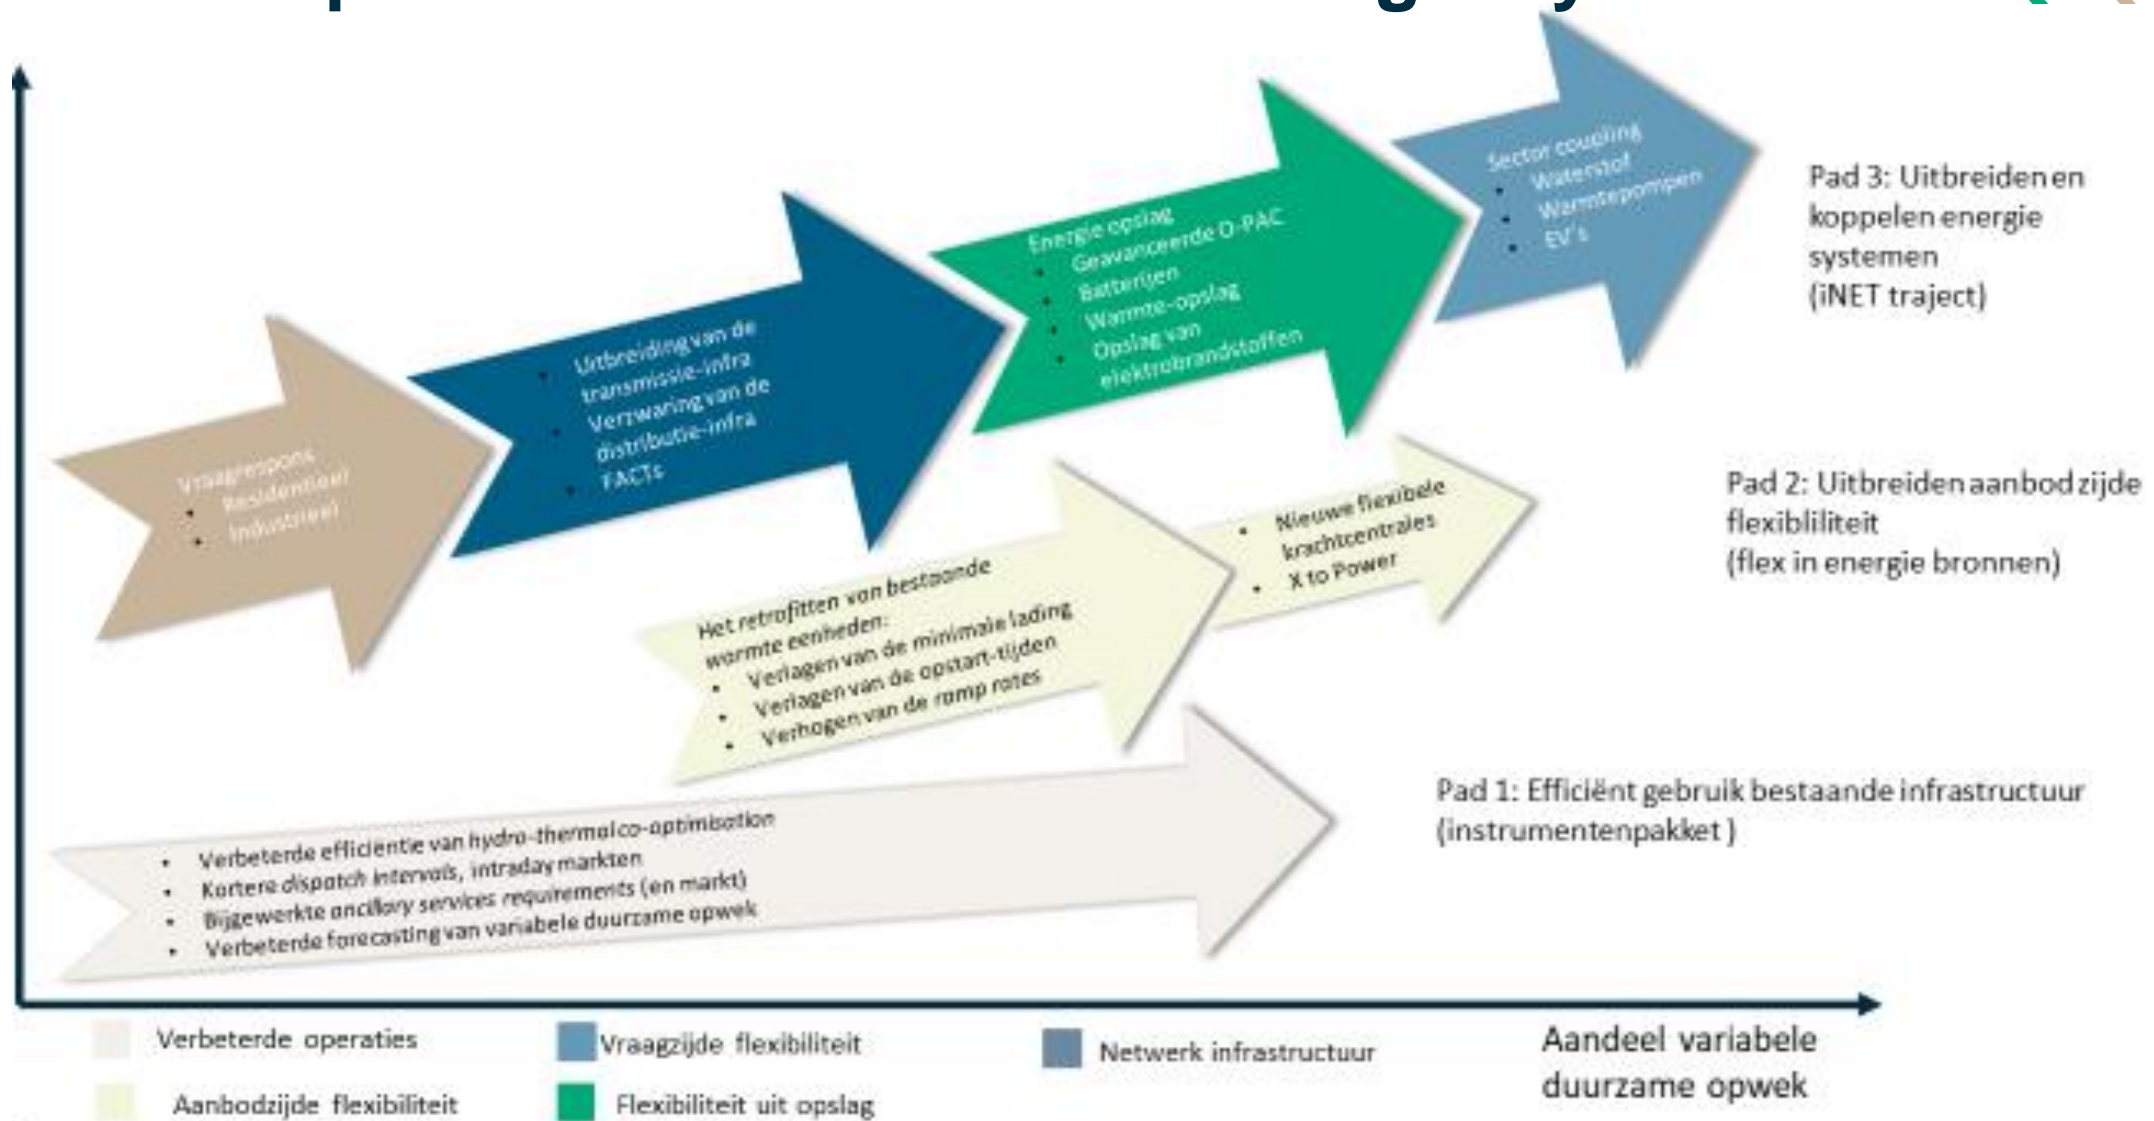 Sector coupling
Waterstof
Warmtepompen
EV's
Pad 3: Uitbreiden en
koppelen energie
systemen
(iNET traject)
Energie opslag
Geavanceerde O-PAC
Batterijen
Warmte-opslag
Opslag van
elektrobrandstoffen
Uitbreiding van de
transmissie-infra
Verzwaring van de
distributie-infra
FACTs
Vraagrespons
Residentieel
Industrieel
Nieuwe flexibele
krachtcentrales
X to Power
Pad 2: Uitbreiden aanbod zijde
flexibliliteit
(flex in energie bronnen)
Het retrofitten van bestaande
warmte eenheden:
Verlagen van de minimale lading
Verlagen van de opstart-tijden
Verhogen van de ramp rates
Pad 1: Efficiënt gebruik bestaande infrastructuur
(instrumentenpakket )
Verbeterde efficiëntie van hydro-thermal co-optimisation
Kortere dispatch intervals, intraday markten
Bijgewerkte ancillary services requirements (en markt)
Verbeterde forecasting van variabele duurzame opwek
Aandeel variabele
duurzame opwek
Verbeterde operaties
Vraagzijde flexibiliteit
Netwerk infrastructuur
Aanbodzijde flexibiliteit
Flexibiliteit uit opslag